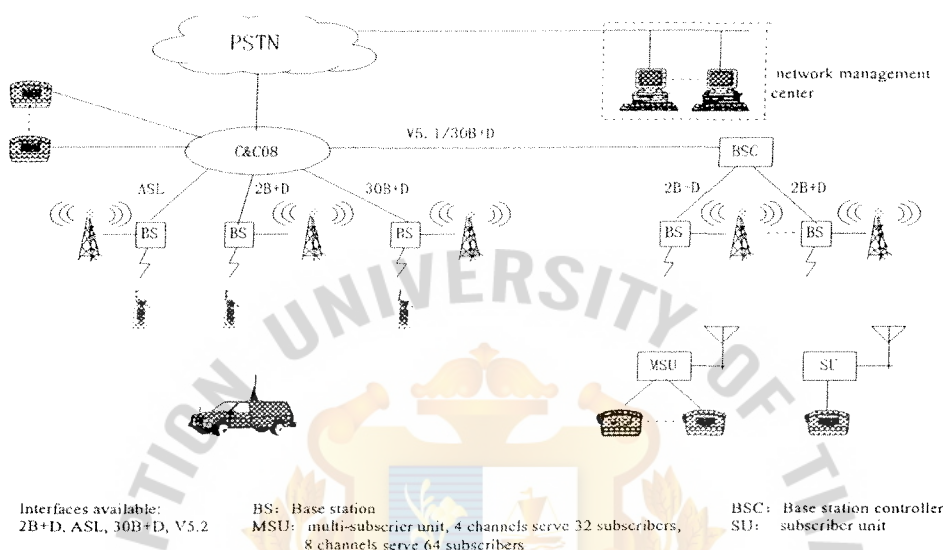 PSTN
network management
center
V5.1/30B+D
C&C08
BSC
ASL
2B+D
30B+D
2B+D
2B+D
BS
BS
BS
BS
BS
UNIVERSITY OF
MSU
SU
Interfaces available:
2B+D, ASL, 30B+D, V5.2
BS: Base station
MSU: multi-subscrier unit, 4 channels serve 32 subscribers,
8 channels serve 64 subscribers
BSC: Base station controller
SU: subscriber unit